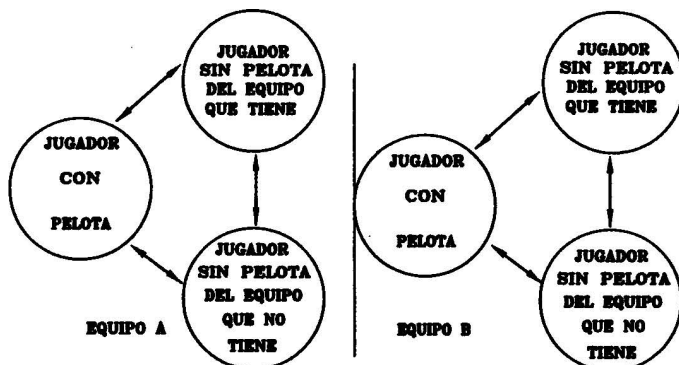 JUGADOR
SIN PELOTA
DEL EQUIPO
QUE TIENE
JUGADOR
CON
PELOTA
JUGADOR
SIN PELOTA
DEL EQUIPO
QUE NO
TIENE
EQUIPO A
JUGADOR
SIN PELOTA
DEL EQUIPO
QUE TIENE
JUGADOR
CON
PELOTA
JUGADOR
SIN PELOTA
DEL EQUIPO
QUE NO
TIENE
EQUIPO B